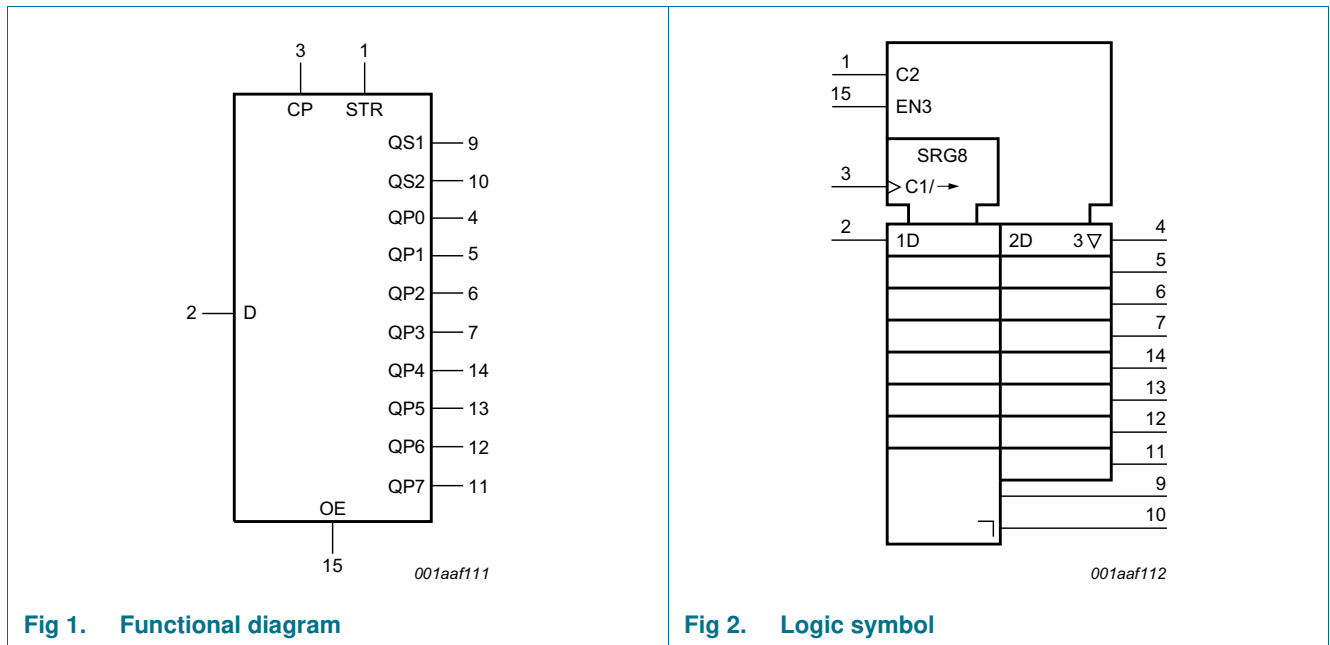 3 1
CP STR
QS1 9
QS2 10
QP0 4
QP1 5
QP2 6
2 D
QP3 7
QP4 14
QP5 13
QP6 12
QP7 11
OE
15
001aaf111
Fig 1. Functional diagram
1 C2
15 EN3
SRG8
3 C1/→
2 1D 2D 3▽ 4
5
6
7
14
13
12
11
9
10
001aaf112
Fig 2. Logic symbol